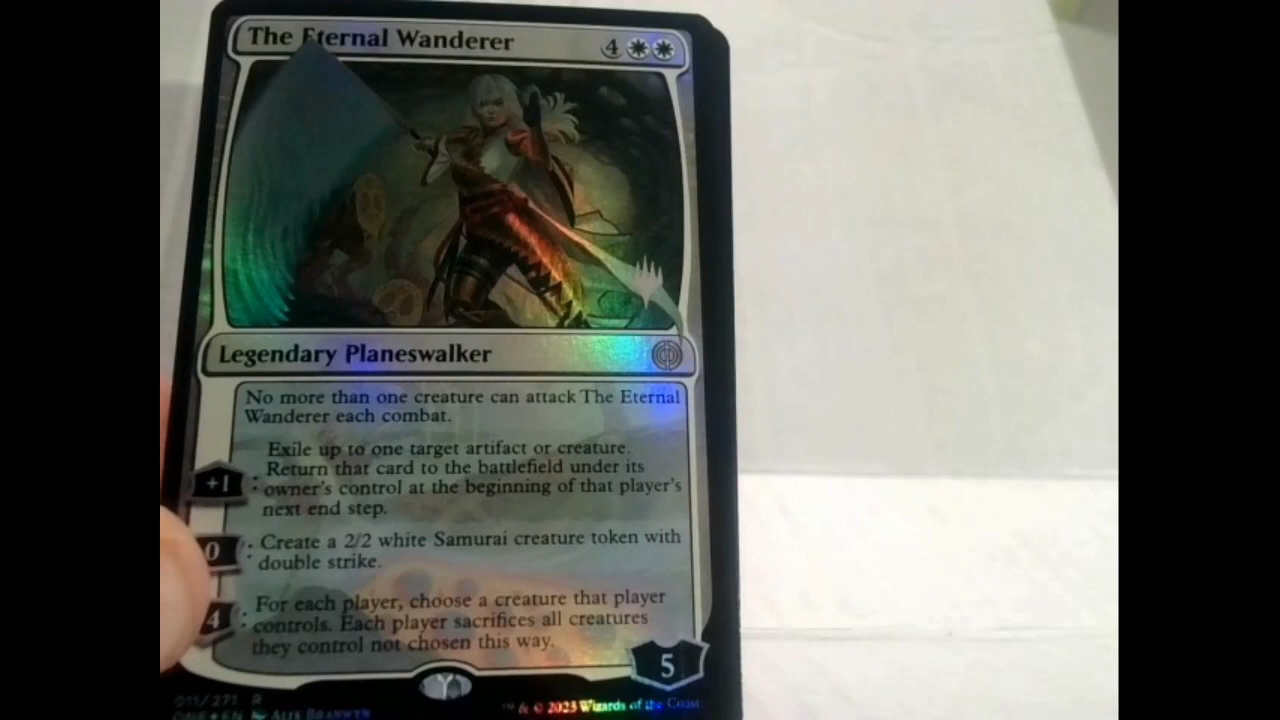 The Eternal Wanderer 4
Legendary Planeswalker
No more than one creature can attack The Eternal
Wanderer each combat.
Exile up to one target artifact or creature.
Return that card to the battlefield under its
+1: owner's control at the beginning of that player's
next end step.
0: Create a 2/2 white Samurai creature token with
double strike.
For each player, choose a creature that player
4: controls. Each player sacrifices all creatures
they control not chosen this way.
5
011/271 R
ONE EN Alix Branwyn
™ & © 2023 Wizards of the Coast